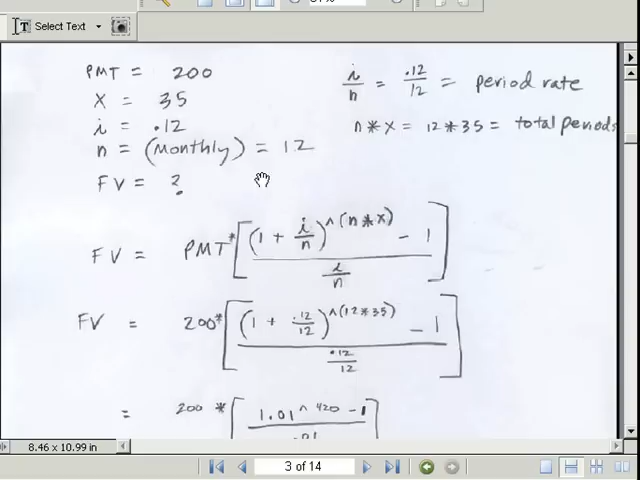 Select Text
PMT = 200
X = 35
i = .12
n = (Monthly) = 12
FV = ?
i/n = .12/12 = period rate
n*X = 12*35 = total periods
FV = PMT* [ (1 + i/n)^(n*X) - 1 / i/n ]
FV = 200* [ (1 + .12/12)^(12*35) - 1 / .12/12 ]
= 200 * [ 1.01^420 - 1 / .01 ]
8.46 x 10.99 in
3 of 14